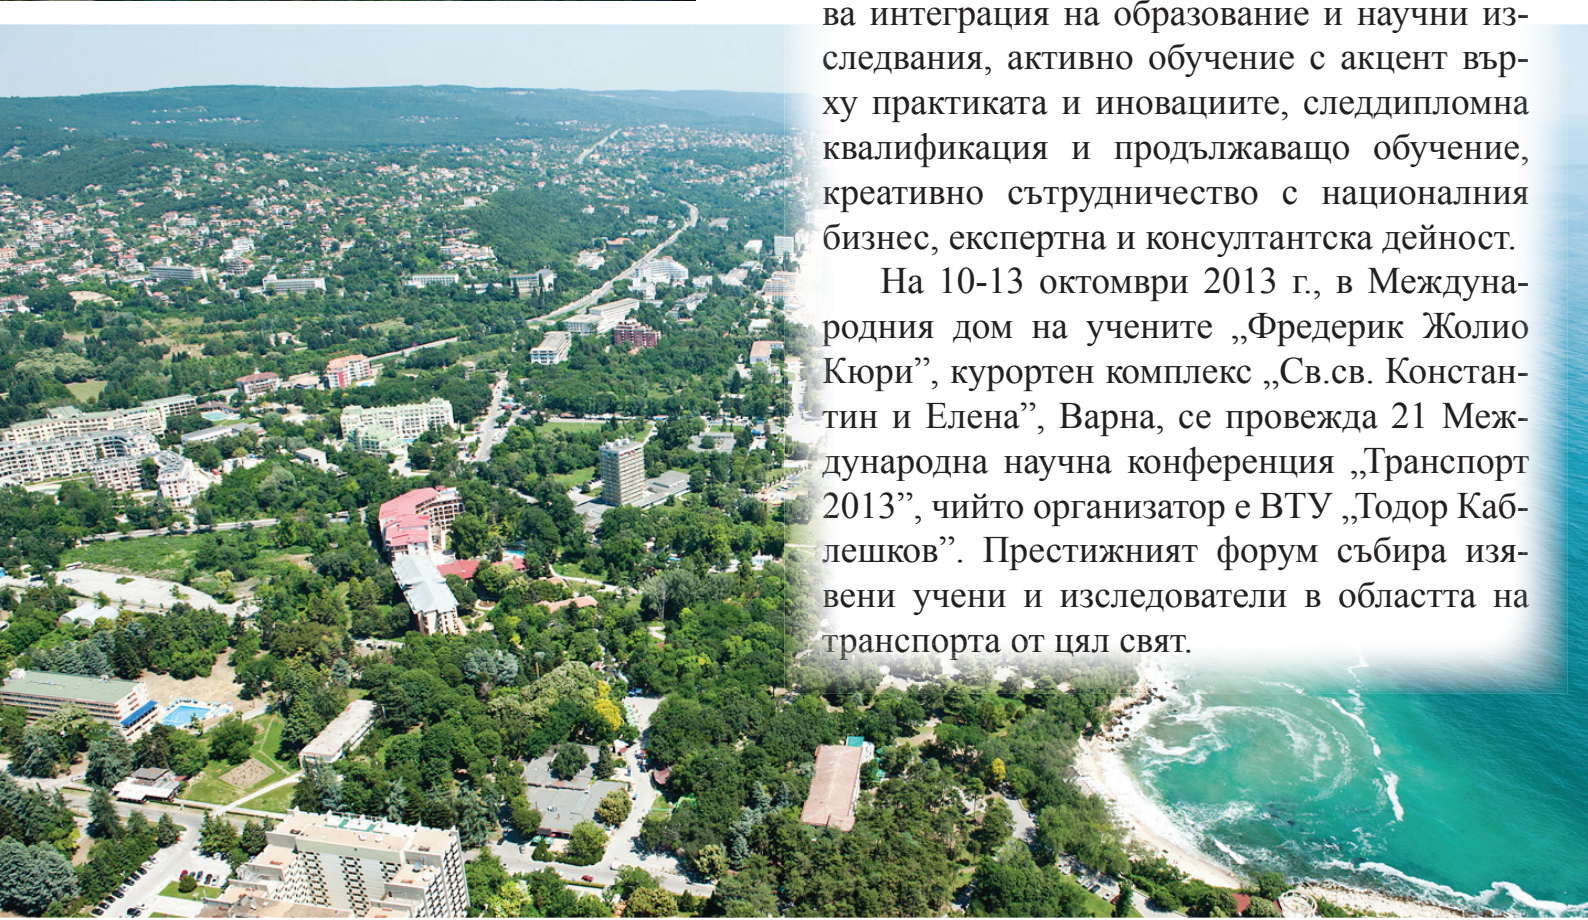 ва интеграция на образование и научни из-
следвания, активно обучение с акцент вър-
ху практиката и иновациите, следдипломна
квалификация и продължаващо обучение,
креативно сътрудничество с националния
бизнес, експертна и консултантска дейност.
На 10-13 октомври 2013 г., в Междуна-
родния дом на учените „Фредерик Жолио
Кюри”, курортен комплекс „Св.св. Констан-
тин и Елена”, Варна, се провежда 21 Меж-
дународна научна конференция „Транспорт
2013”, чийто организатор е ВТУ „Тодор Каб-
лешков”. Престижният форум събира изя-
вени учени и изследователи в областта на
транспорта от цял свят.